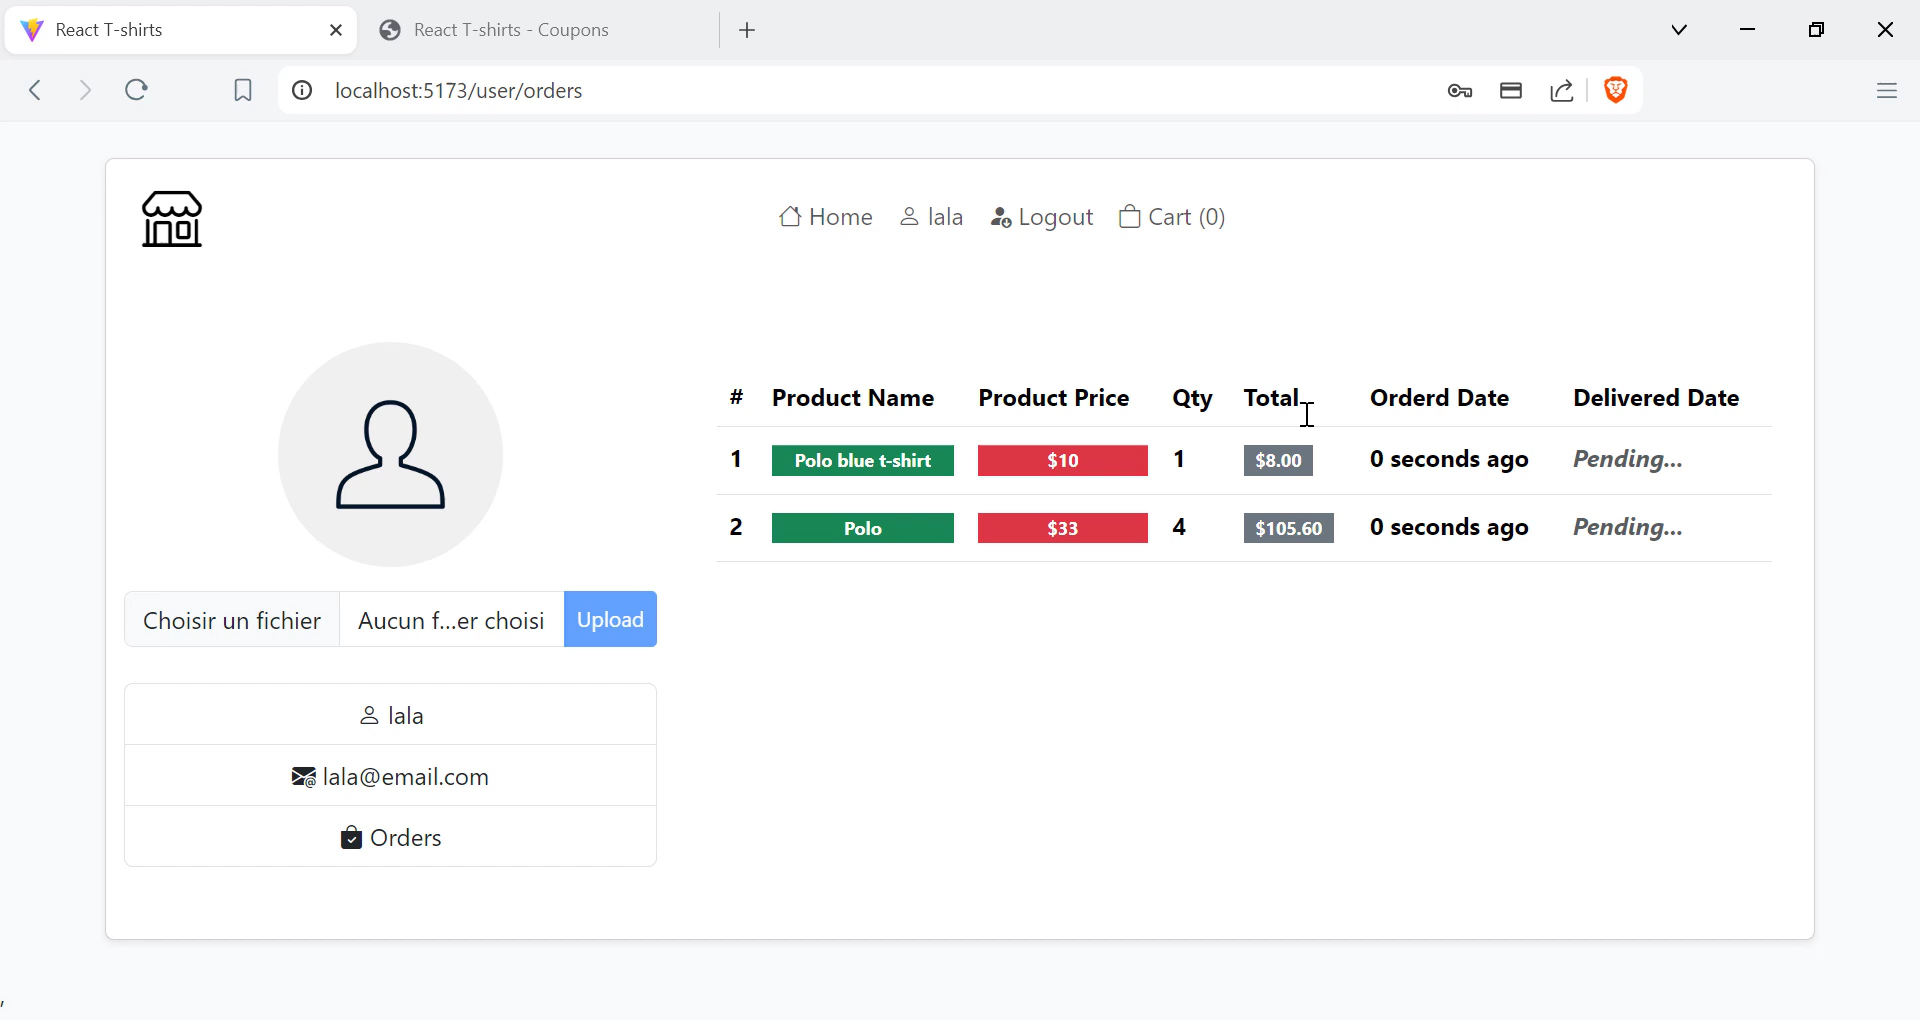 React T-shirts
React T-shirts - Coupons
localhost:5173/user/orders
Home lala Logout Cart (0)
# Product Name Product Price Qty Total Orderd Date Delivered Date
1 Polo blue t-shirt $10 1 $8.00 0 seconds ago Pending...
2 Polo $33 4 $105.60 0 seconds ago Pending...
Choisir un fichier Aucun f...er choisi Upload
lala
lala@email.com
Orders
,